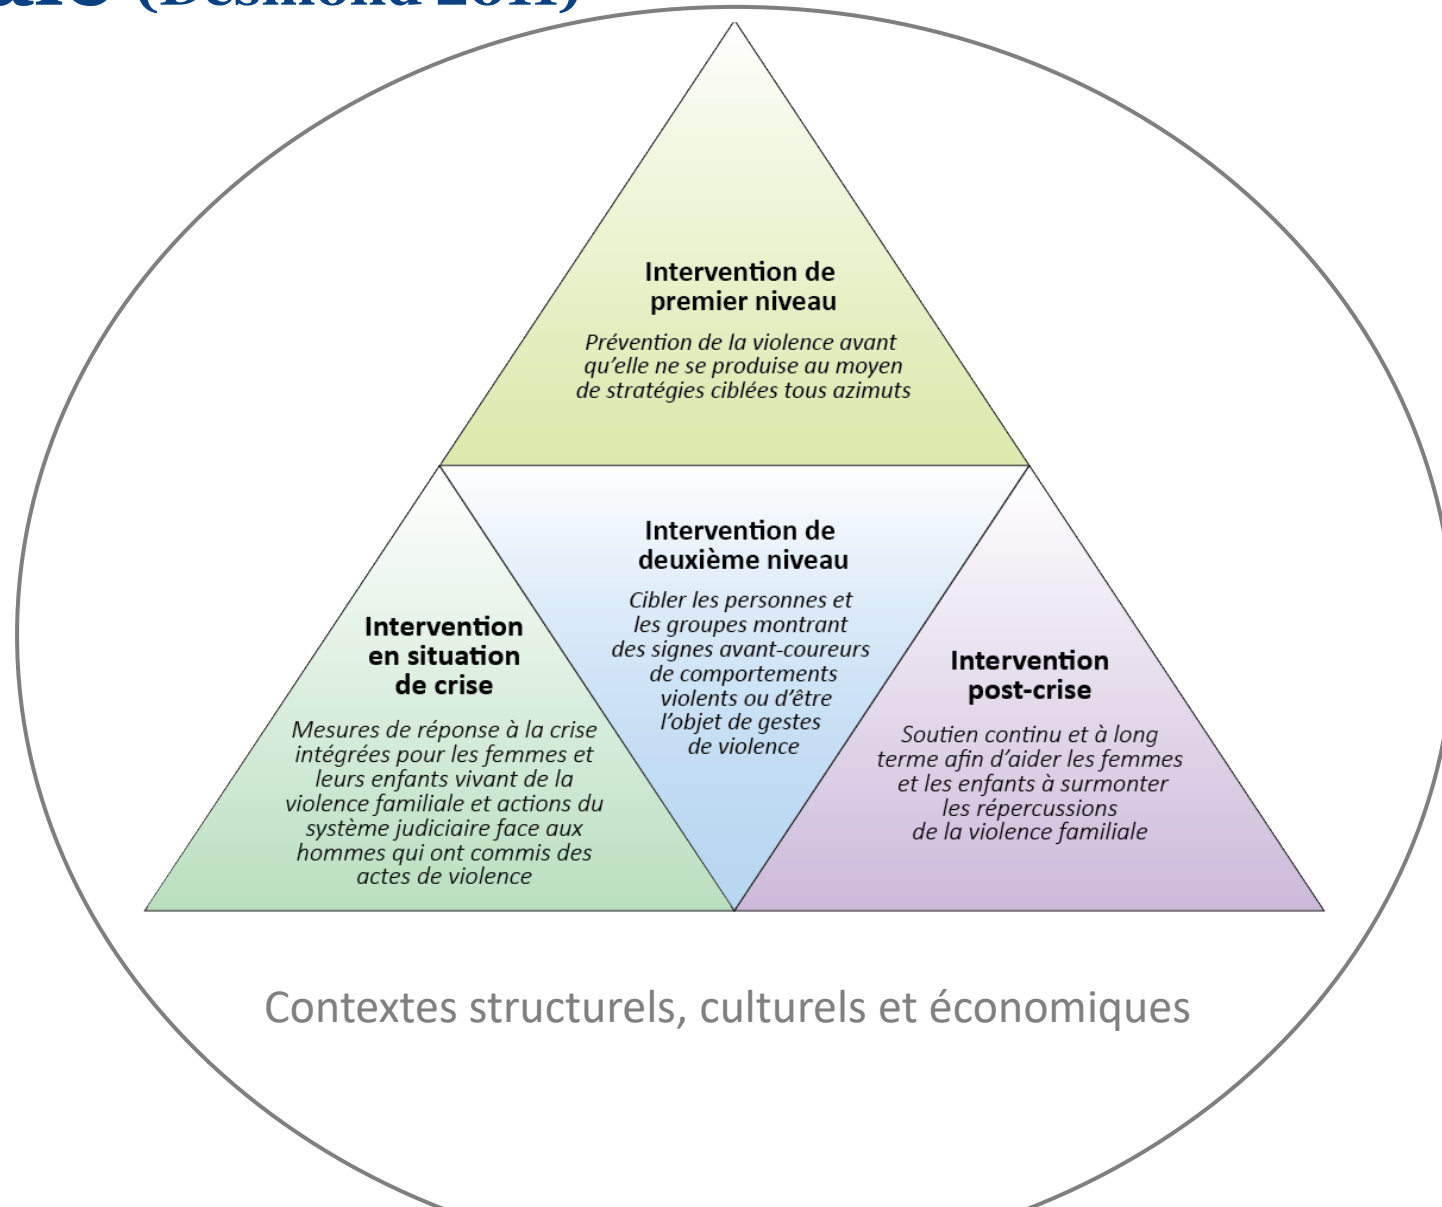 (Desmond 2011)
Intervention de
premier niveau
Prévention de la violence avant
qu'elle ne se produise au moyen
de stratégies ciblées tous azimuts
Intervention de
deuxième niveau
Cibler les personnes et
les groupes montrant
des signes avant-coureurs
de comportements
violents ou d'être
l'objet de gestes
de violence
Intervention
en situation
de crise
Mesures de réponse à la crise
intégrées pour les femmes et
leurs enfants vivant de la
violence familiale et actions du
système judiciaire face aux
hommes qui ont commis des
actes de violence
Intervention
post-crise
Soutien continu et à long
terme afin d'aider les femmes
et les enfants à surmonter
les répercussions
de la violence familiale
Contextes structurels, culturels et économiques